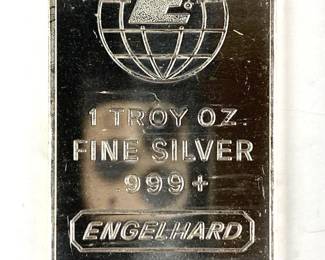 E
1 TROY OZ.
FINE SILVER
.999+
ENGELHARD